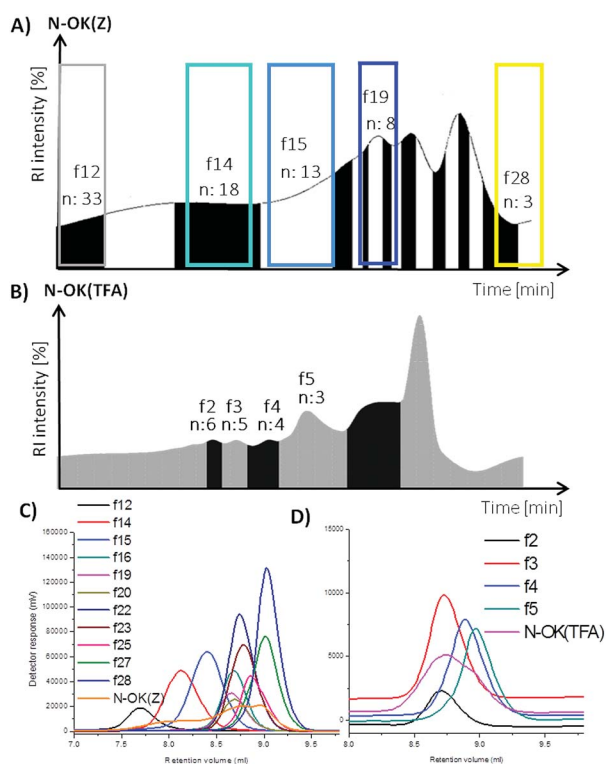 A) N-OK(Z)
RI intensity [%]
f12
n: 33
f14
n: 18
f15
n: 13
f19
n: 8
f28
n: 3
Time [min]
B) N-OK(TFA)
RI intensity [%]
f2
n:6
f3
n:5
f4
n:4
f5
n:3
Time [min]
C)
f12
f14
f15
f16
f19
f20
f22
f23
f25
f27
f28
N-OK(Z)
Detector response (mV)
160000
140000
120000
100000
80000
60000
40000
20000
0
7.0 7.5 8.0 8.5 9.0 9.5
Retention volume (ml)
D)
f2
f3
f4
f5
N-OK(TFA)
15000
10000
5000
0
8.0 8.5 9.0 9.5
Retention volume (ml)